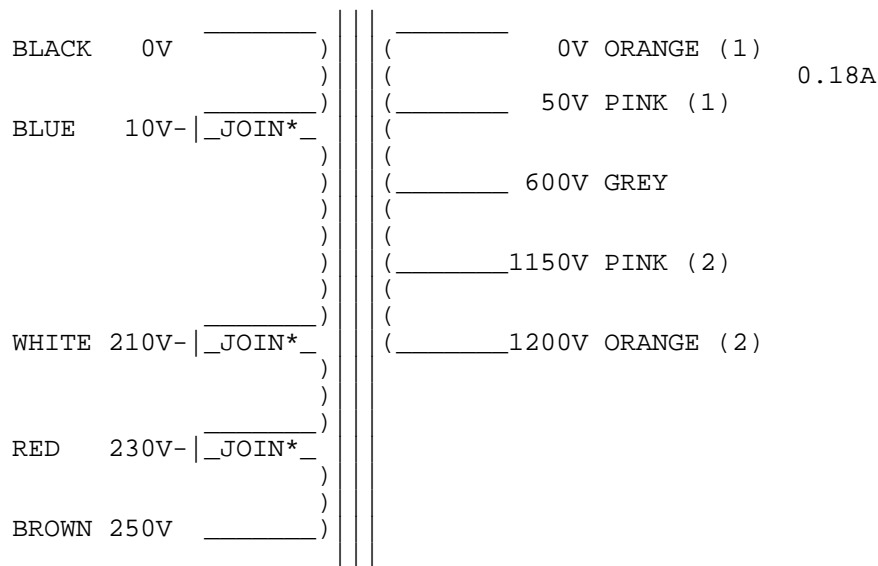 BLACK 0V 0V ORANGE (1)
0.18A
50V PINK (1)
BLUE 10V-|_JOIN*_
600V GREY
1150V PINK (2)
WHITE 210V-|_JOIN*_ 1200V ORANGE (2)
RED 230V-|_JOIN*_
BROWN 250V